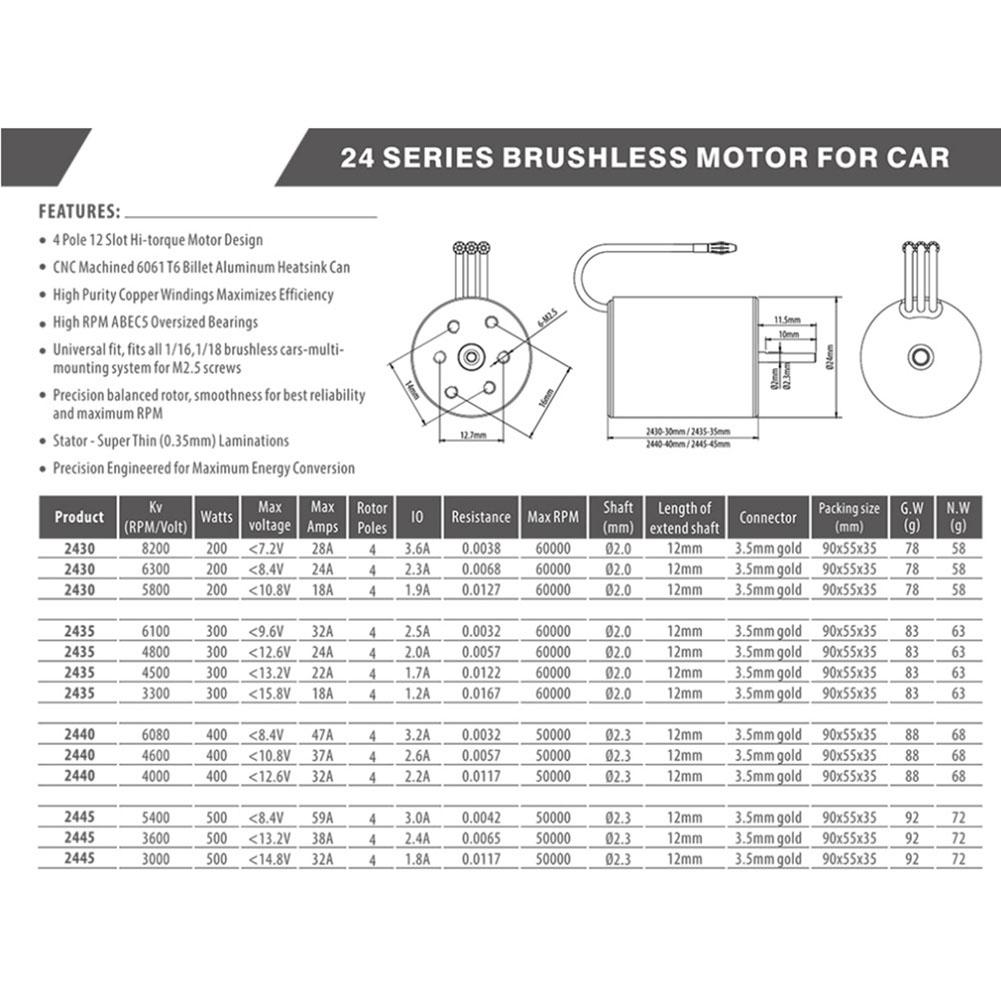 24 SERIES BRUSHLESS MOTOR FOR CAR
FEATURES:
• 4 Pole 12 Slot Hi-torque Motor Design
• CNC Machined 6061 T6 Billet Aluminum Heatsink Can
• High Purity Copper Windings Maximizes Efficiency
• High RPM ABEC5 Oversized Bearings
• Universal fit, fits all 1/16,1/18 brushless cars-multi-
mounting system for M2.5 screws
• Precision balanced rotor, smoothness for best reliability
and maximum RPM
• Stator - Super Thin (0.35mm) Laminations
• Precision Engineered for Maximum Energy Conversion
6-M2.5
14mm
16mm
12.7mm
11.5mm
10mm
Ø2mm
Ø2.3mm
Ø24mm
2430-30mm / 2435-35mm
2440-40mm / 2445-45mm
Product Kv (RPM/Volt) Watts Max voltage Max Amps Rotor Poles IO Resistance Max RPM Shaft (mm) Length of extend shaft Connector Packing size (mm) G.W (g) N.W (g)
2430 8200 200 <7.2V 28A 4 3.6A 0.0038 60000 Ø2.0 12mm 3.5mm gold 90x55x35 78 58
2430 6300 200 <8.4V 24A 4 2.3A 0.0068 60000 Ø2.0 12mm 3.5mm gold 90x55x35 78 58
2430 5800 200 <10.8V 18A 4 1.9A 0.0127 60000 Ø2.0 12mm 3.5mm gold 90x55x35 78 58
2435 6100 300 <9.6V 32A 4 2.5A 0.0032 60000 Ø2.0 12mm 3.5mm gold 90x55x35 83 63
2435 4800 300 <12.6V 24A 4 2.0A 0.0057 60000 Ø2.0 12mm 3.5mm gold 90x55x35 83 63
2435 4500 300 <13.2V 22A 4 1.7A 0.0122 60000 Ø2.0 12mm 3.5mm gold 90x55x35 83 63
2435 3300 300 <15.8V 18A 4 1.2A 0.0167 60000 Ø2.0 12mm 3.5mm gold 90x55x35 83 63
2440 6080 400 <8.4V 47A 4 3.2A 0.0032 50000 Ø2.3 12mm 3.5mm gold 90x55x35 88 68
2440 4600 400 <10.8V 37A 4 2.6A 0.0057 50000 Ø2.3 12mm 3.5mm gold 90x55x35 88 68
2440 4000 400 <12.6V 32A 4 2.2A 0.0117 50000 Ø2.3 12mm 3.5mm gold 90x55x35 88 68
2445 5400 500 <8.4V 59A 4 3.0A 0.0042 50000 Ø2.3 12mm 3.5mm gold 90x55x35 92 72
2445 3600 500 <13.2V 38A 4 2.4A 0.0065 50000 Ø2.3 12mm 3.5mm gold 90x55x35 92 72
2445 3000 500 <14.8V 32A 4 1.8A 0.0117 50000 Ø2.3 12mm 3.5mm gold 90x55x35 92 72